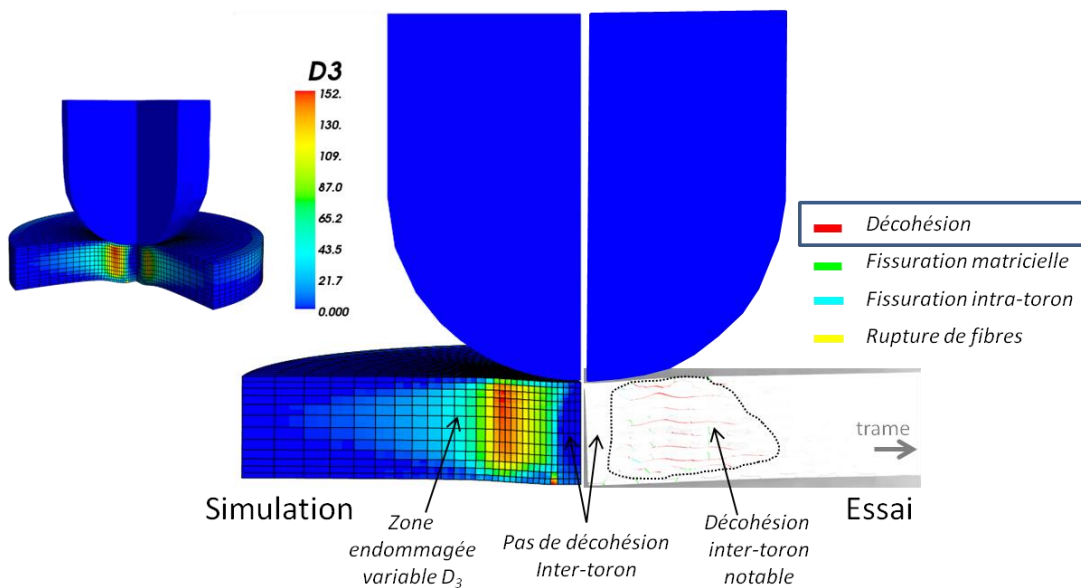 D3
152.
130.
109.
87.0
65.2
43.5
21.7
0.000
Décohésion
Fissuration matricielle
Fissuration intra-toron
Rupture de fibres
trame
Simulation
Essai
Zone
endommagée
variable D3
Pas de décohésion
Inter-toron
Décohésion
inter-toron
notable